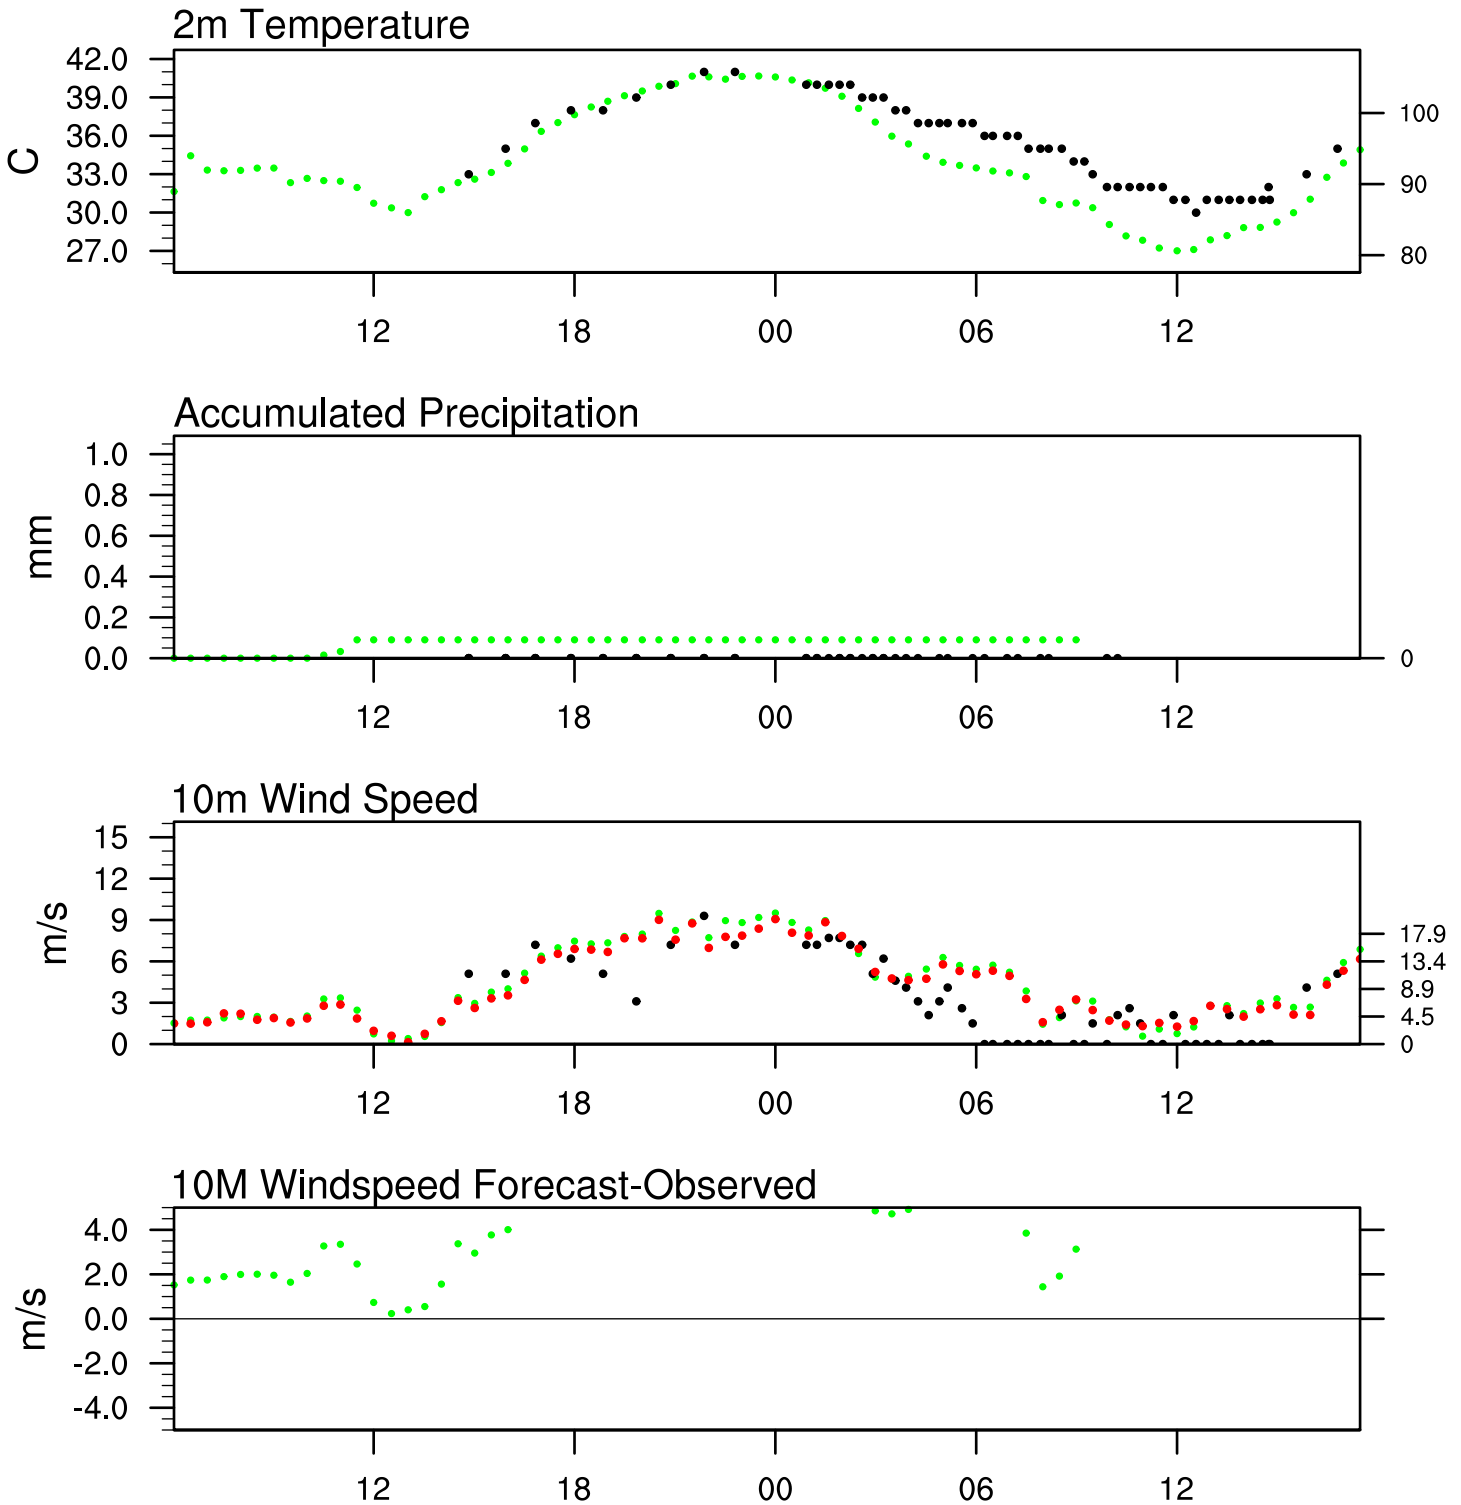 2m Temperature
42.0
39.0
36.0
33.0
30.0
27.0
C
100
90
80
12 18 00 06 12
Accumulated Precipitation
1.0
0.8
0.6
0.4
0.2
0.0
mm
0
12 18 00 06 12
10m Wind Speed
15
12
9
6
3
0
m/s
17.9
13.4
8.9
4.5
0
12 18 00 06 12
10M Windspeed Forecast-Observed
4.0
2.0
0.0
-2.0
-4.0
m/s
12 18 00 06 12